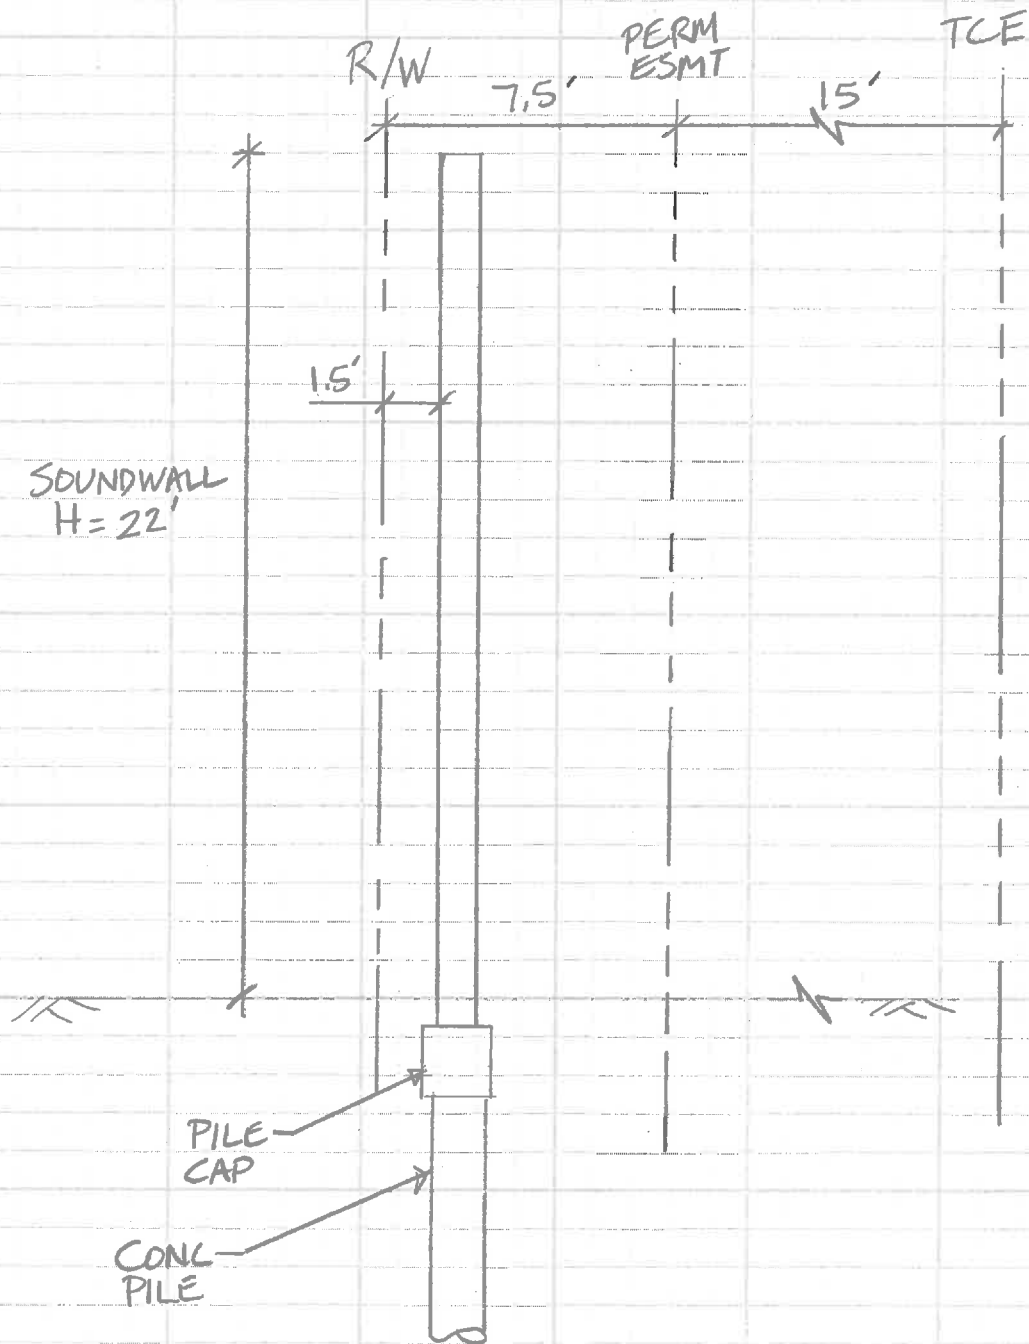 R/W
PERM
ESMT
TCE
7.5'
15'
1.5'
SOUNDWALL
H = 22'
PILE
CAP
CONC
PILE